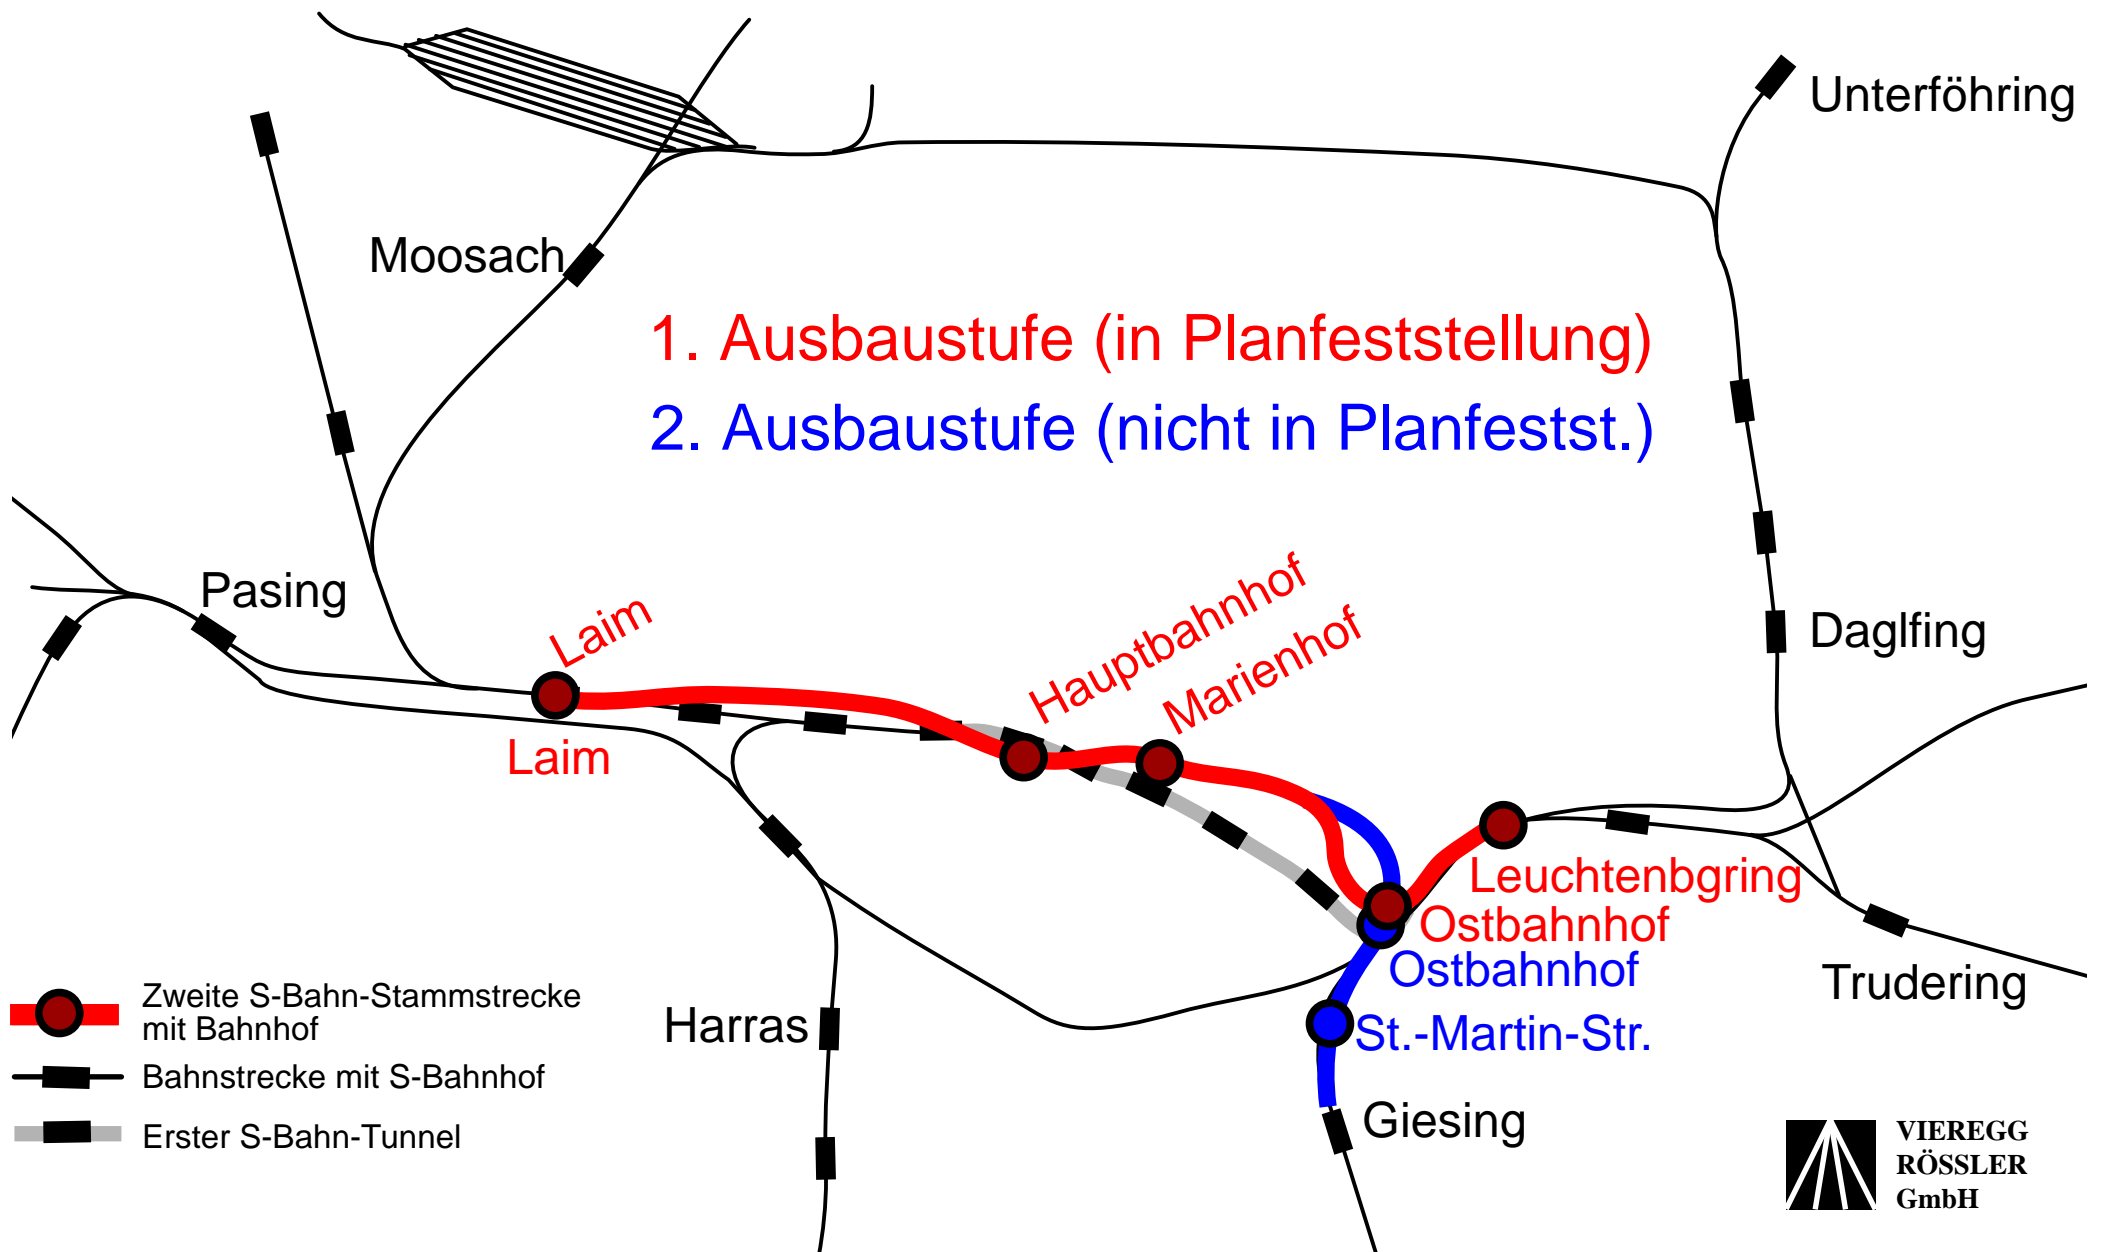 Unterföhring
Moosach
1. Ausbaustufe (in Planfeststellung)
2. Ausbaustufe (nicht in Planfestst.)
Pasing
Laim
Hauptbahnhof
Marienhof
Daglfing
Laim
Leuchtenbgring
Ostbahnhof
Ostbahnhof
Trudering
St.-Martin-Str.
Harras
Giesing
Zweite S-Bahn-Stammstrecke
mit Bahnhof
Bahnstrecke mit S-Bahnhof
Erster S-Bahn-Tunnel
VIEREGG
RÖSSLER
GmbH